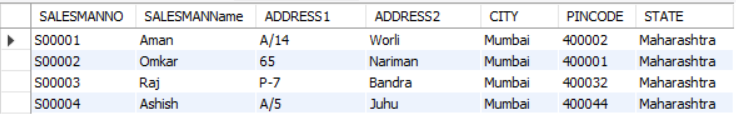 SALESMANNO SALESMANName ADDRESS1 ADDRESS2 CITY PINCODE STATE
S00001 Aman A/14 Worli Mumbai 400002 Maharashtra
S00002 Omkar 65 Nariman Mumbai 400001 Maharashtra
S00003 Raj P-7 Bandra Mumbai 400032 Maharashtra
S00004 Ashish A/5 Juhu Mumbai 400044 Maharashtra